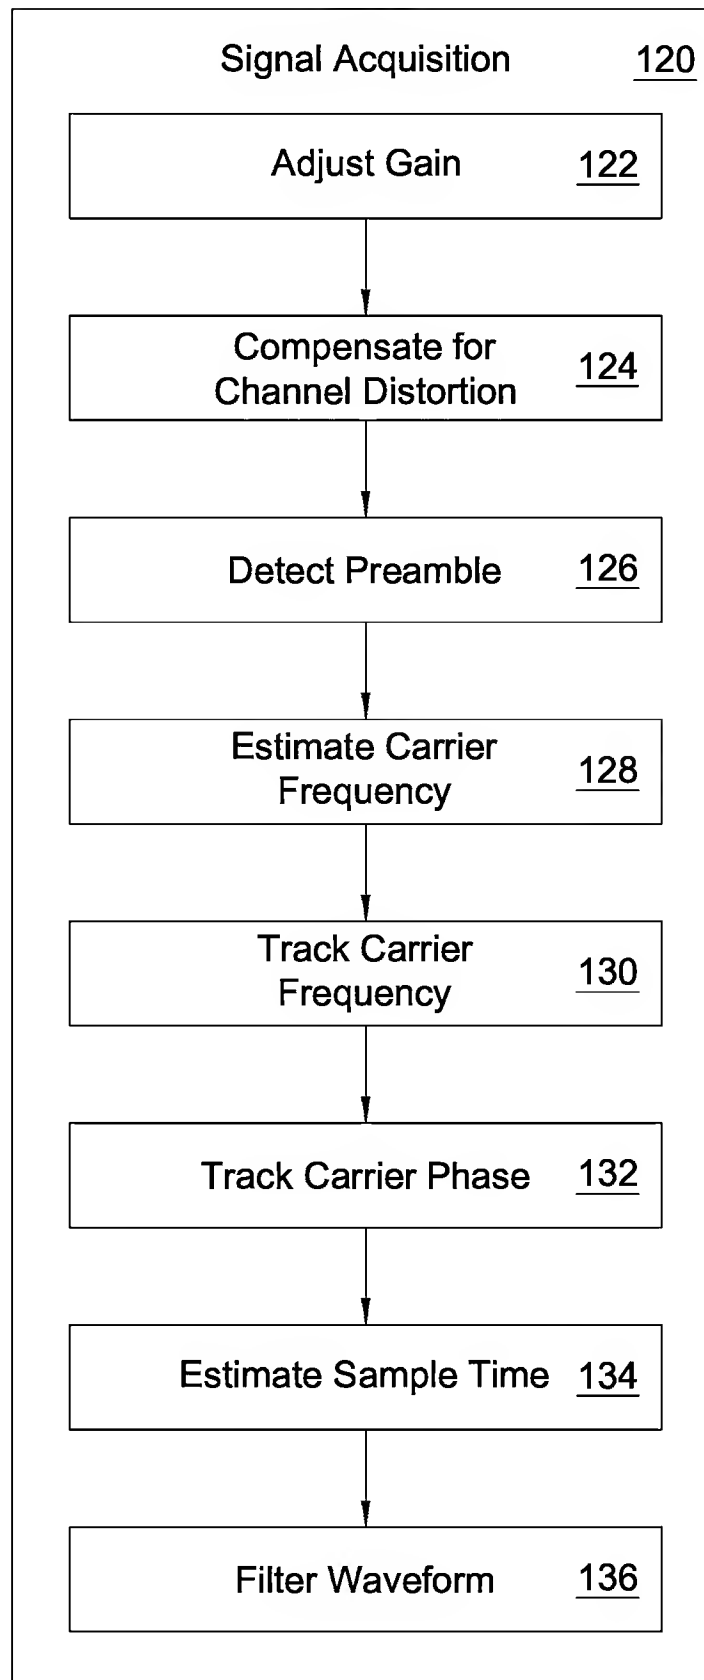 Signal Acquisition 120
Adjust Gain 122
Compensate for
Channel Distortion 124
Detect Preamble 126
Estimate Carrier
Frequency 128
Track Carrier
Frequency 130
Track Carrier Phase 132
Estimate Sample Time 134
Filter Waveform 136